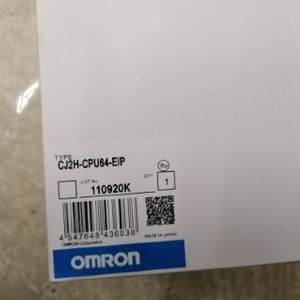 TYPE
CJ2H-CPU64-EIP
LOT No. QTY
110920K 1
4 547648 436038
OMRON Corporation MADE IN JAPAN
OMRON